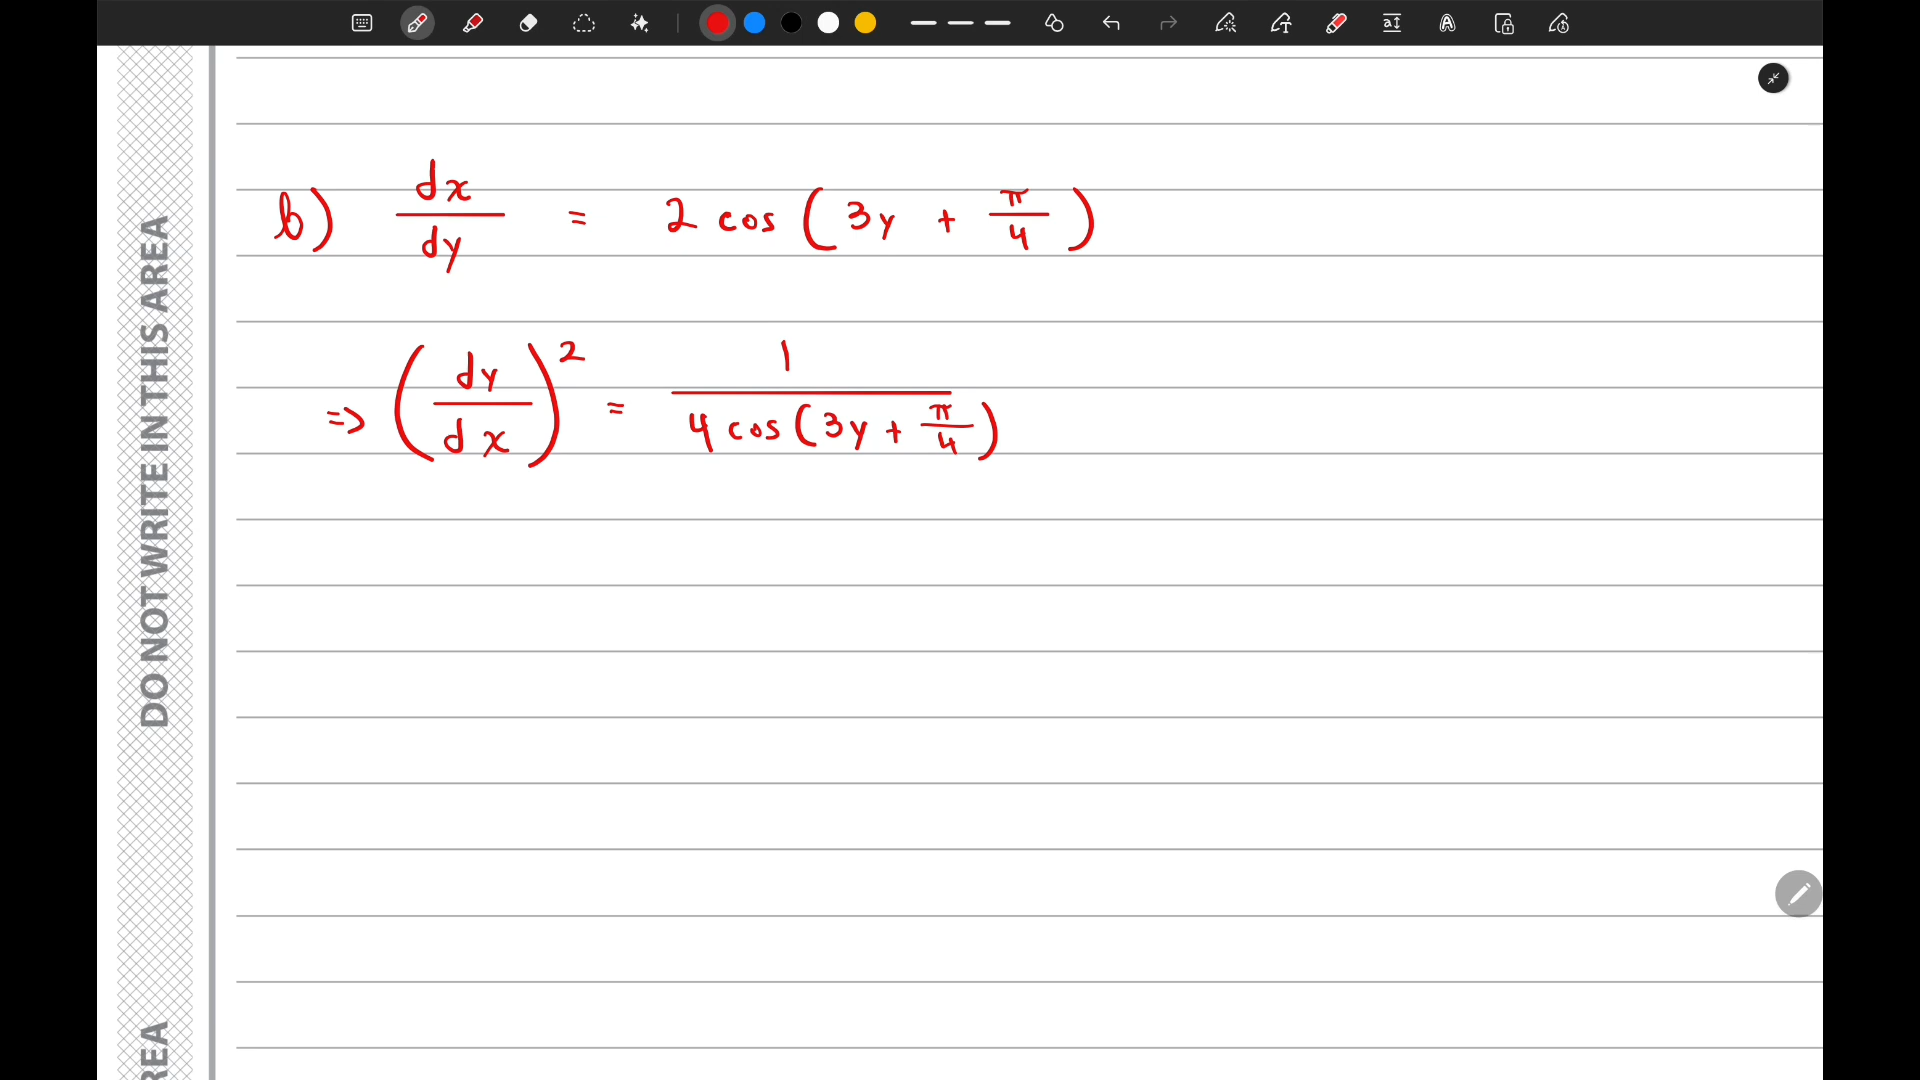 DO NOT WRITE IN THIS AREA
REA
b) dx/dy = 2 cos (3y + π/4)
=> (dy/dx)² = 1/(4 cos (3y + π/4))